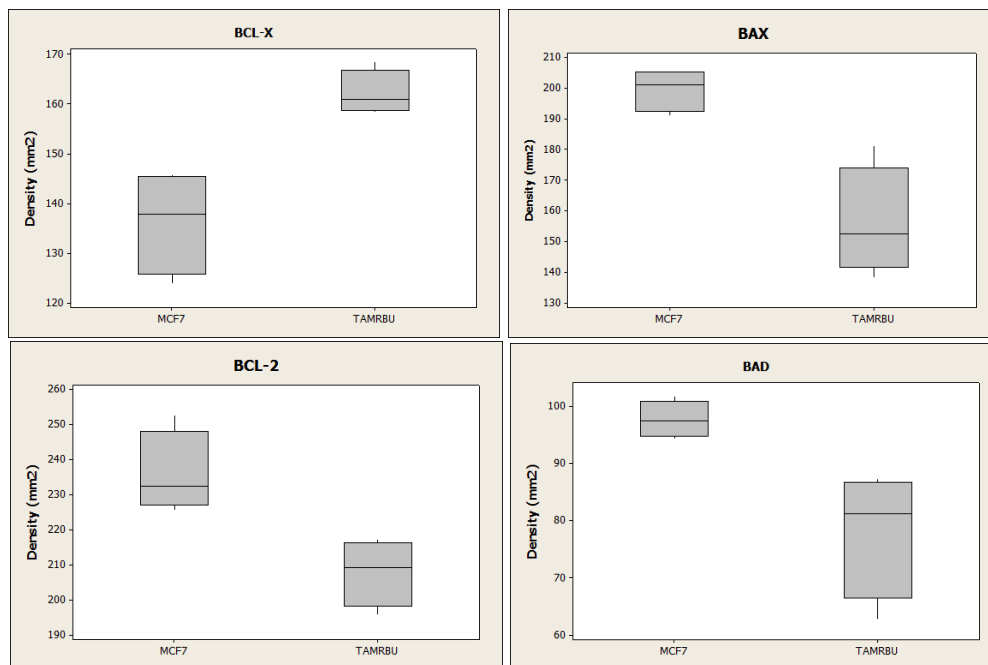 BCL-X
Density (mm2)
170
160
150
140
130
120
MCF7 TAMRBU
BAX
Density (mm2)
210
200
190
180
170
160
150
140
130
MCF7 TAMRBU
BCL-2
Density (mm2)
260
250
240
230
220
210
200
190
MCF7 TAMRBU
BAD
Density (mm2)
100
90
80
70
60
MCF7 TAMRBU